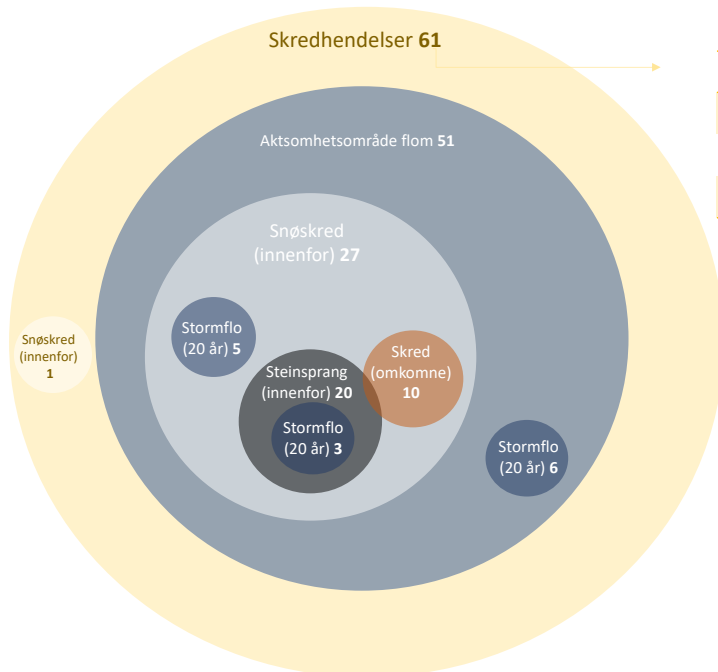 Skredhendelser 61
Aktsomhetsområde flom 51
Snøskred
(innenfor) 27
Stormflo
(20 år) 5
Snøskred
(innenfor)
1
Skred
(omkomne)
10
Steinsprang
(innenfor) 20
Stormflo
(20 år) 3
Stormflo
(20 år) 6